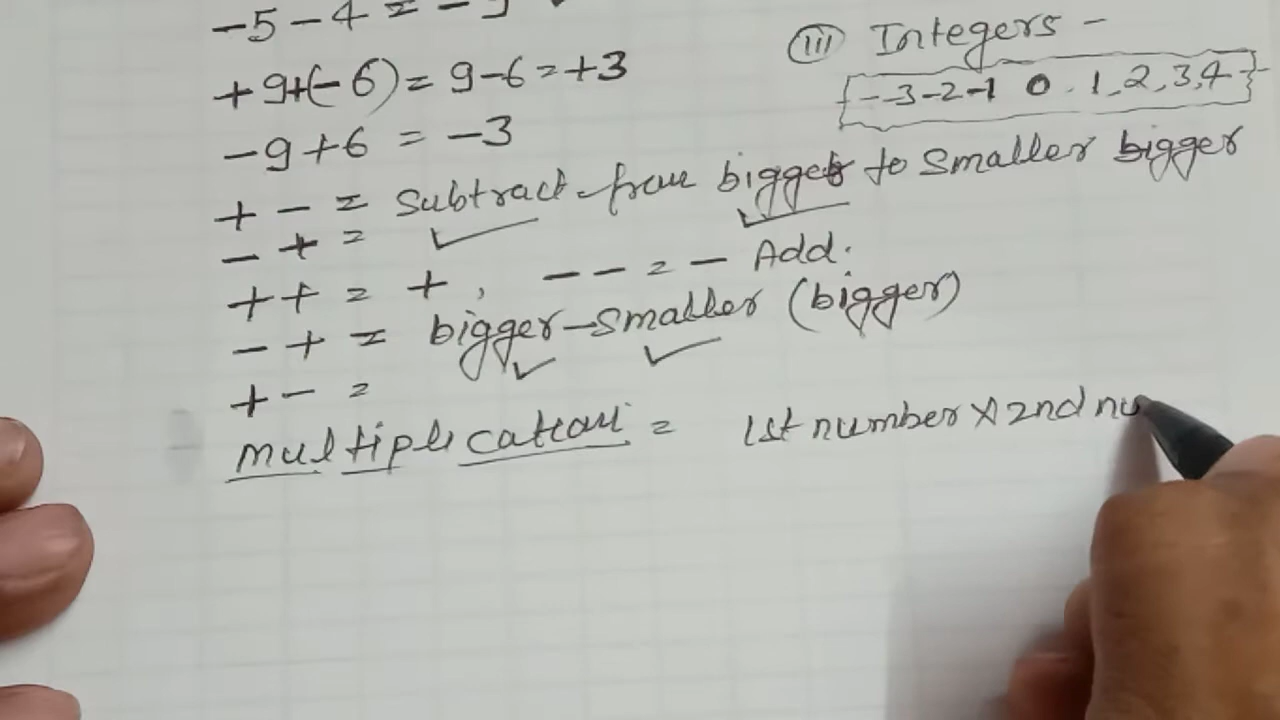 -5-4 = -9
+9+(-6) = 9-6=+3
-9+6 = -3
(iii) Integers -
{--3-2-1 0. 1,2,3,4-}
+ - = Subtract from bigger to smaller bigger
- + =
+ + = + , - - = - Add.
- + = bigger-smaller (bigger)
+ - =
multiplication = 1st number x 2nd nu